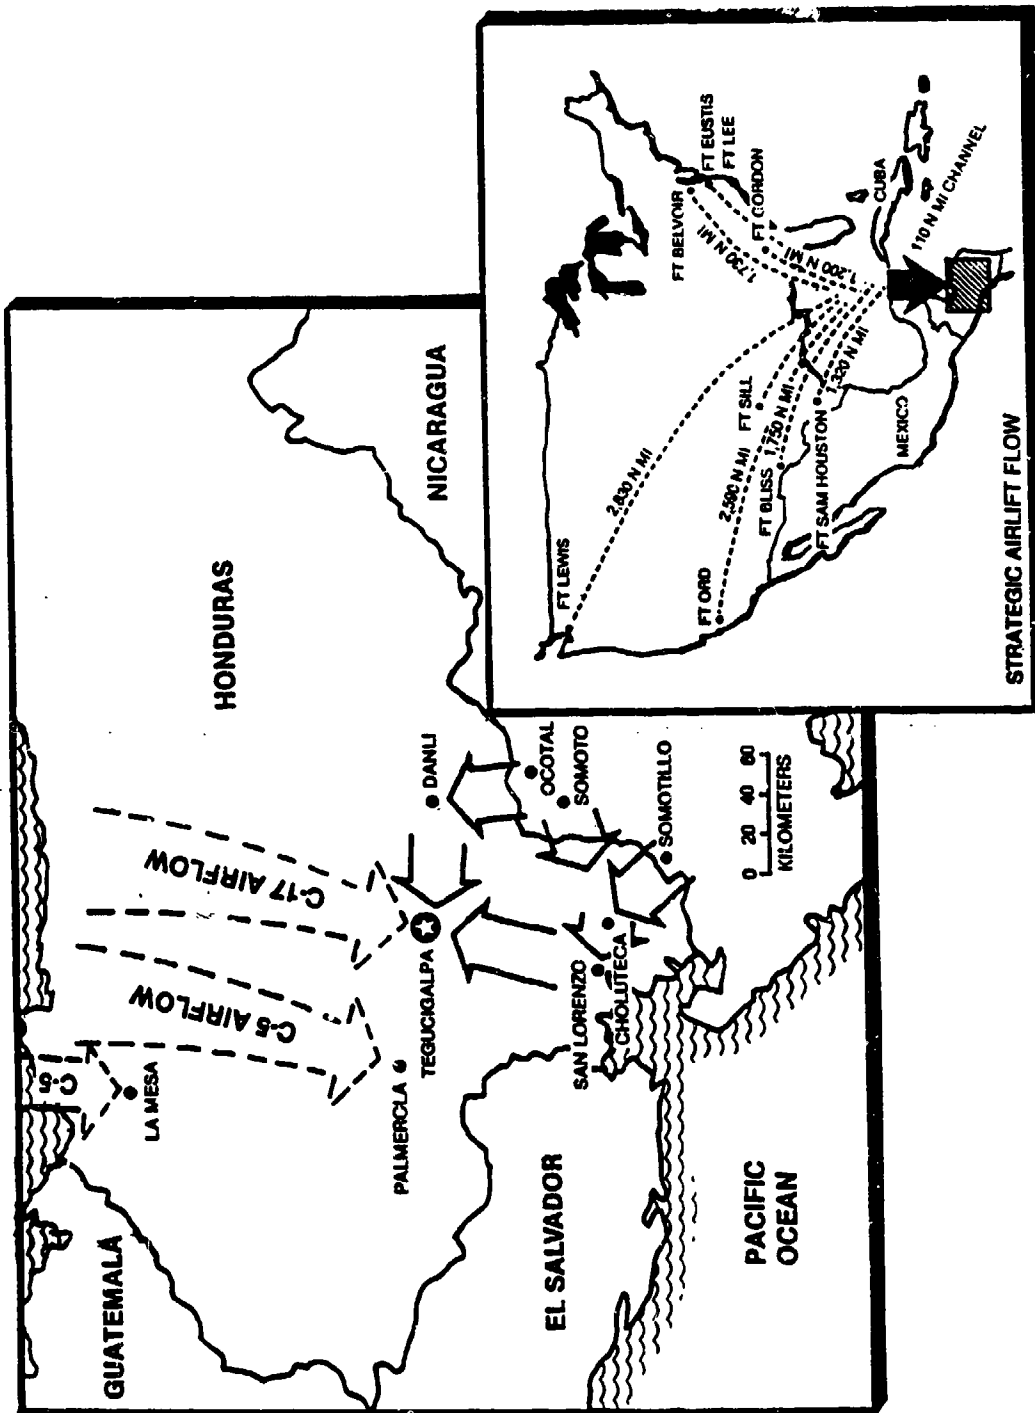 GUATEMALA
LA MESA
C-5
C-5 AIRFLOW
C-17 AIRFLOW
HONDURAS
NICARAGUA
PALMERCLA
TEGUCIGALPA
DANLI
OCOTAL
SOMOTO
SOMOTILLO
SAN LORENZO
CHOLUTECA
EL SALVADOR
PACIFIC
OCEAN
0 20 40 60
KILOMETERS
FT LEWIS
2,830 N MI
FT ORD
2,590 N MI
FT BLISS
1,750 N MI
FT SILL
FT SAM HOUSTON
1,320 N MI
MEXICO
FT BELVOIR
1,730 N MI
FT EUSTIS
FT LEE
FT GORDON
1,200 N MI
CUBA
110 N MI CHANNEL
STRATEGIC AIRLIFT FLOW